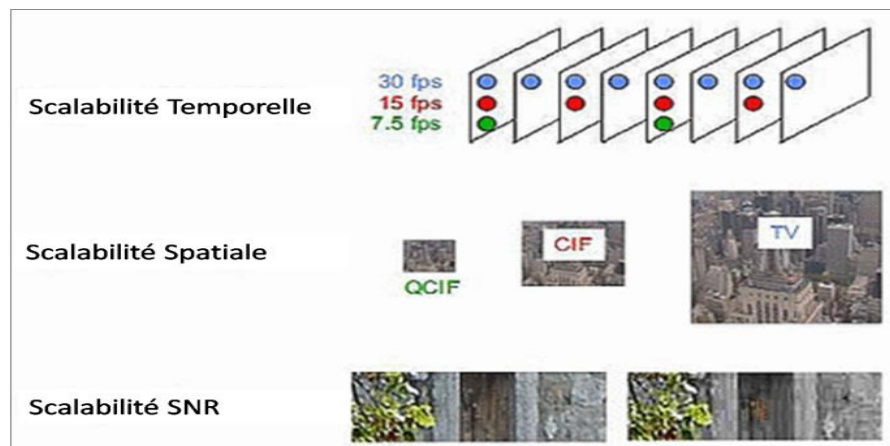 30 fps
Scalabilité Temporelle
15 fps
7.5 fps
Scalabilité Spatiale
QCIF
CIF
TV
Scalabilité SNR